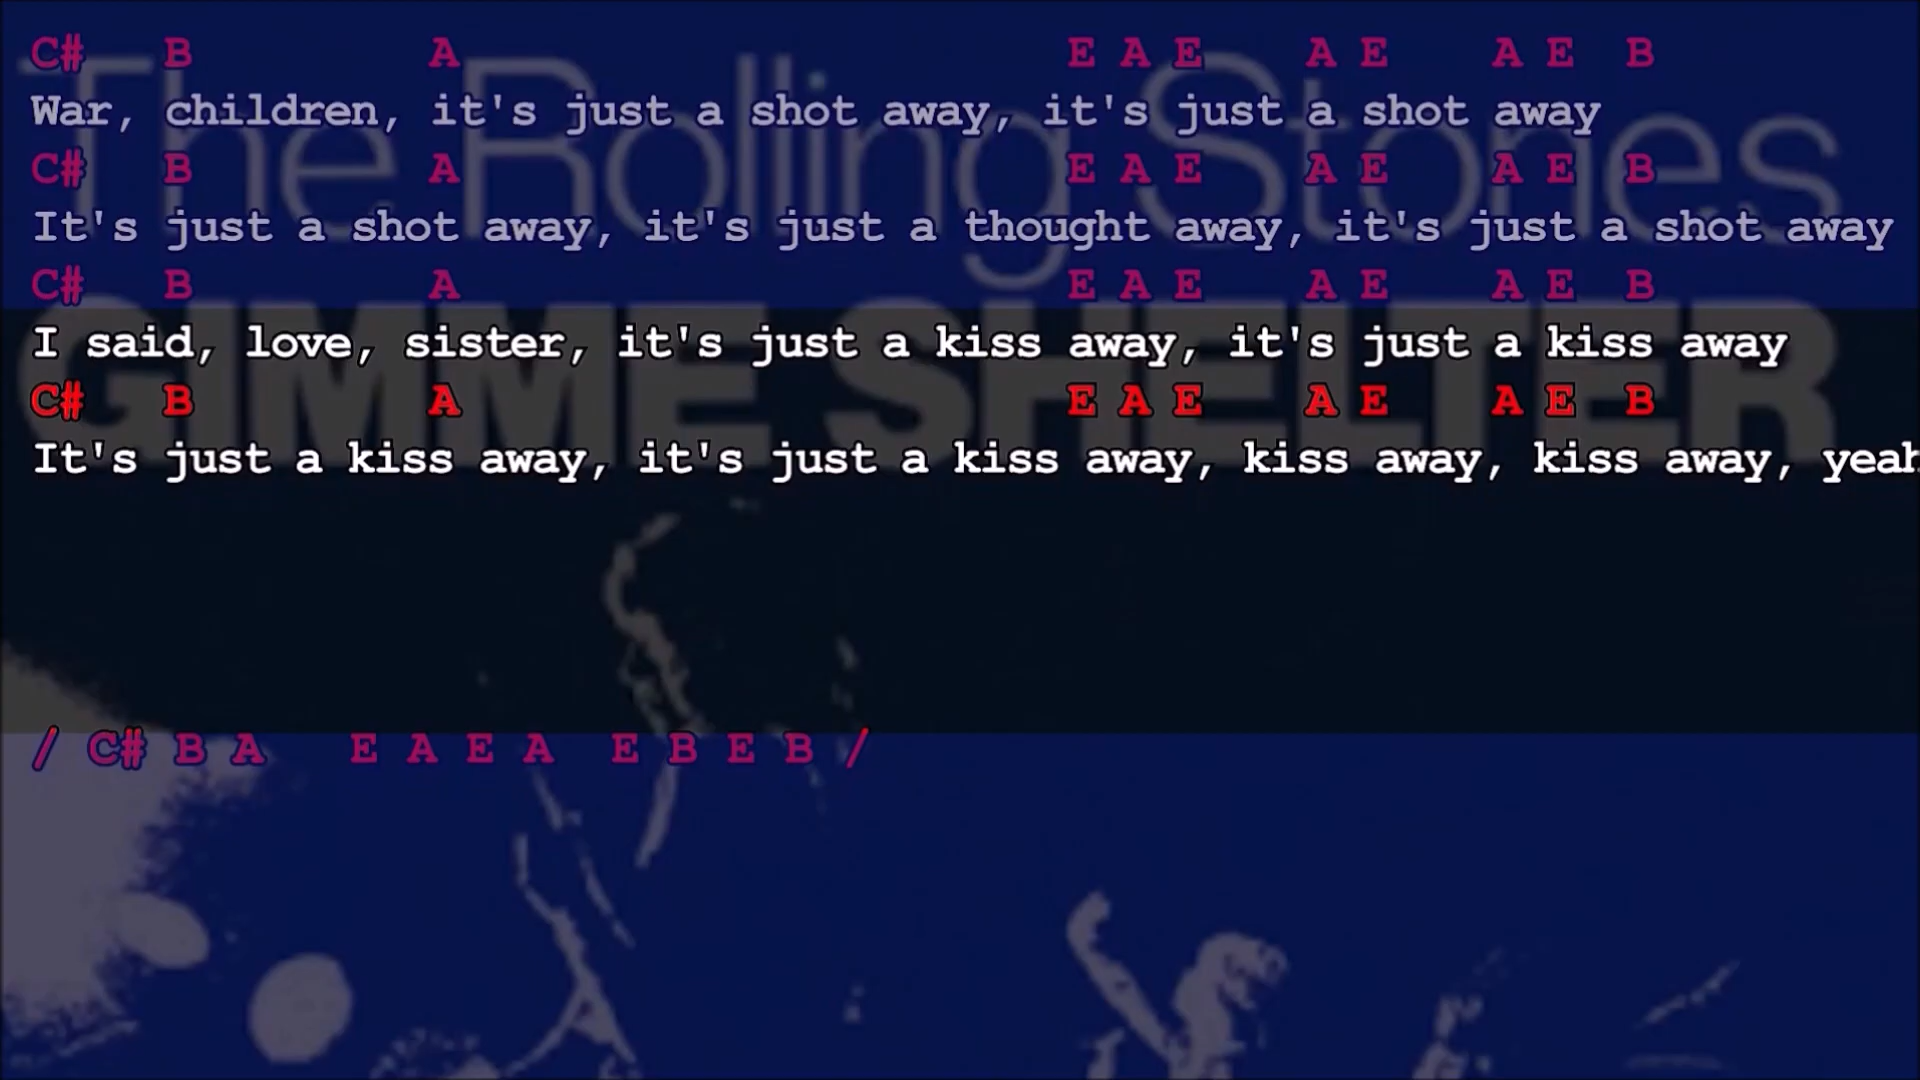 C# B A E A E A E A E B
War, children, it's just a shot away, it's just a shot away
C# B A E A E A E A E B
It's just a shot away, it's just a thought away, it's just a shot away
C# B A E A E A E A E B
I said, love, sister, it's just a kiss away, it's just a kiss away
C# B A E A E A E A E B
It's just a kiss away, it's just a kiss away, kiss away, kiss away, yeah
/ C# B A E A E A E B E B /
The Rolling Stones
GIMME SHELTER